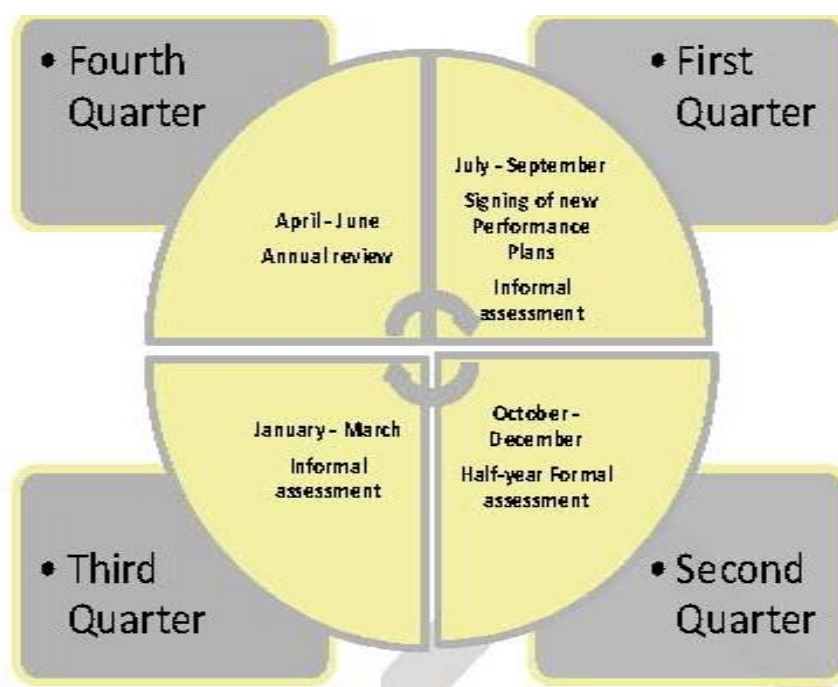 • Fourth
Quarter
• First
Quarter
April - June
Annual review
July - September
Signing of new
Performance
Plans
Informal
assessment
January - March
Informal
assessment
October -
December
Half-year Formal
assessment
• Third
Quarter
• Second
Quarter